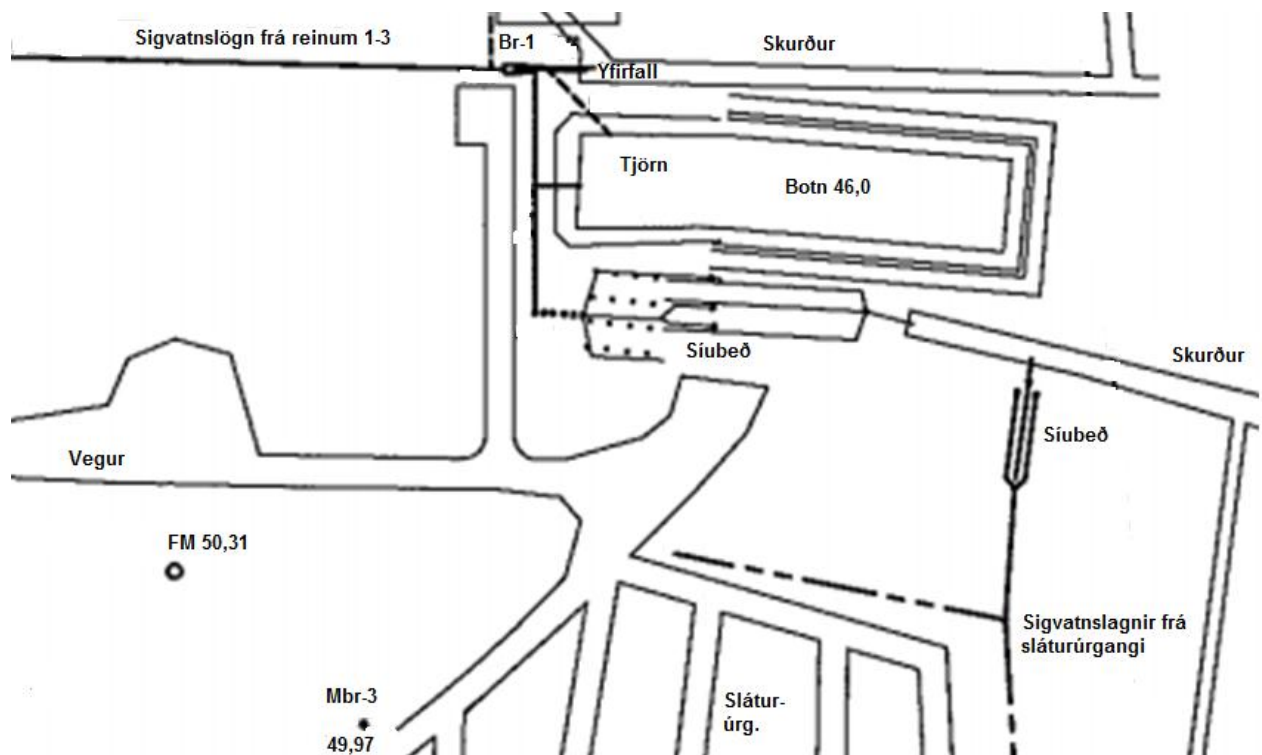 Sigvatnslögn frá reinum 1-3
Br-1
Skurður
Yfirfall
Tjörn
Botn 46,0
Síubeð
Skurður
Síubeð
Vegur
FM 50,31
Sigvatnslagnir frá
sláturúrgangi
Mbr-3
49,97
Slátur-
úrg.